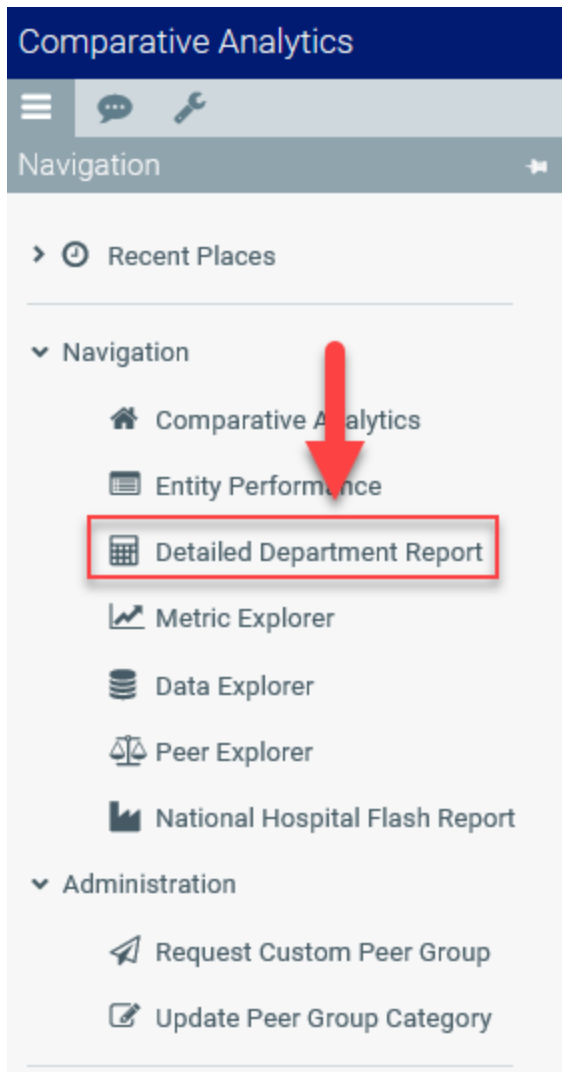 Comparative Analytics
Navigation
Recent Places
Navigation
Comparative Analytics
Entity Performance
Detailed Department Report
Metric Explorer
Data Explorer
Peer Explorer
National Hospital Flash Report
Administration
Request Custom Peer Group
Update Peer Group Category